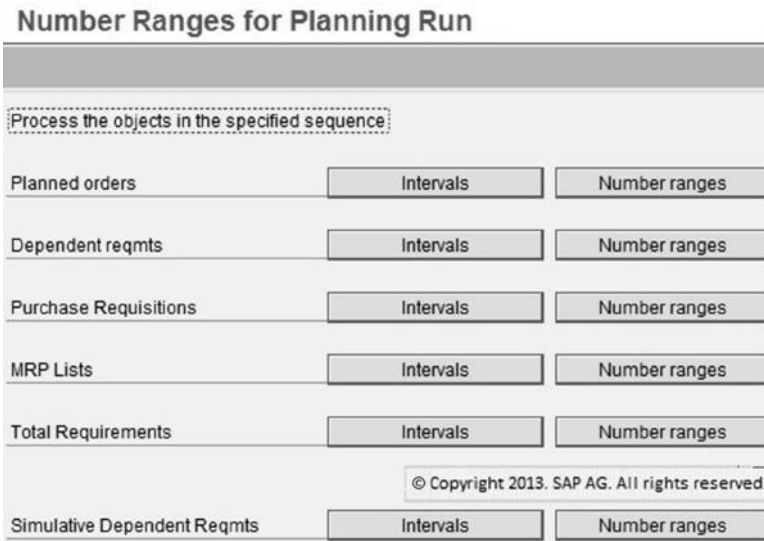 Number Ranges for Planning Run
Process the objects in the specified sequence
Planned orders Intervals Number ranges
Dependent reqmts Intervals Number ranges
Purchase Requisitions Intervals Number ranges
MRP Lists Intervals Number ranges
Total Requirements Intervals Number ranges
© Copyright 2013. SAP AG. All rights reserved
Simulative Dependent Reqmts Intervals Number ranges